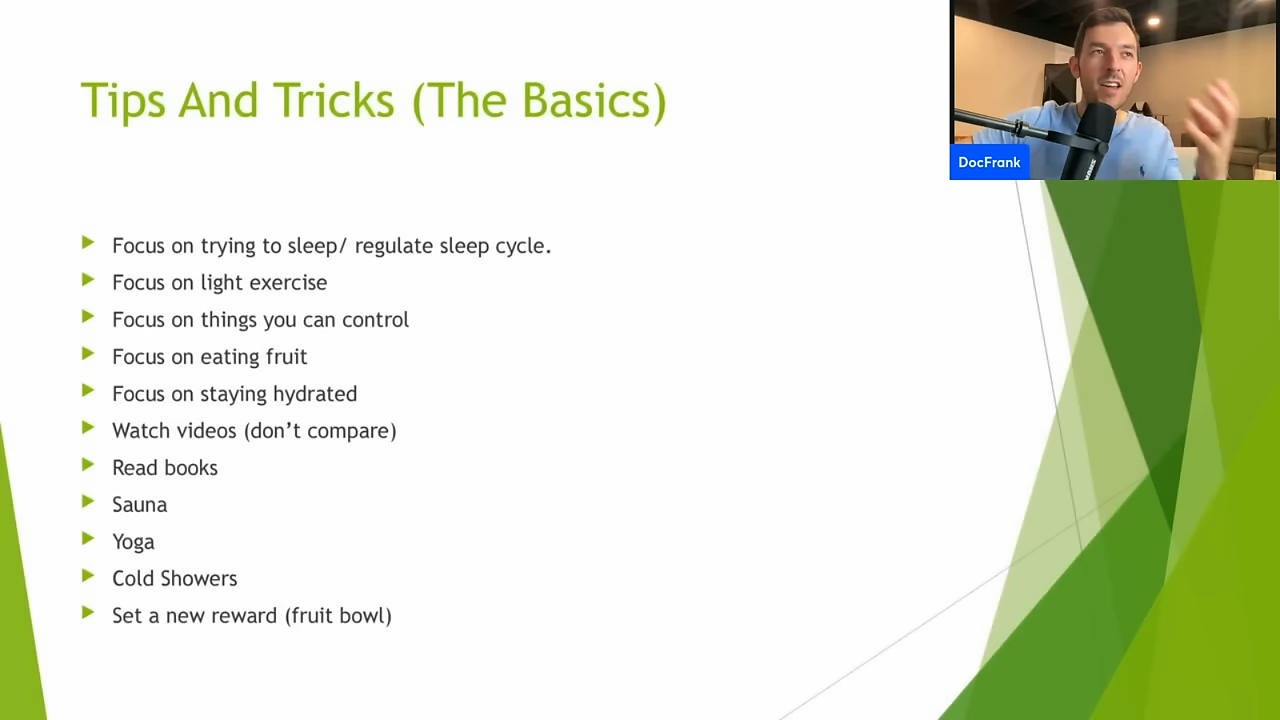 Tips And Tricks (The Basics)
DocFrank
Focus on trying to sleep/ regulate sleep cycle.
Focus on light exercise
Focus on things you can control
Focus on eating fruit
Focus on staying hydrated
Watch videos (don’t compare)
Read books
Sauna
Yoga
Cold Showers
Set a new reward (fruit bowl)